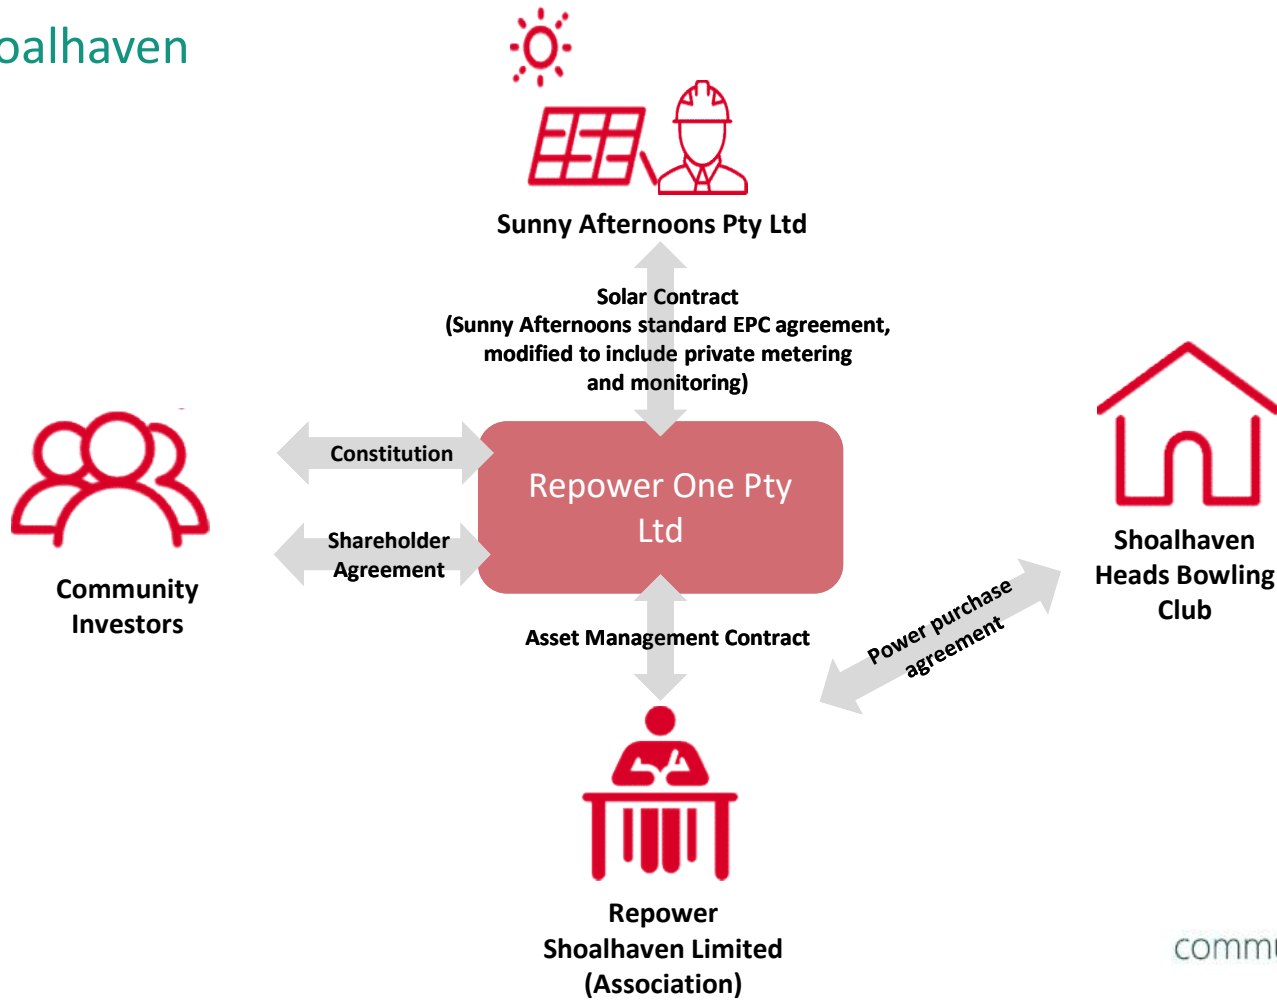 oalhaven
Sunny Afternoons Pty Ltd
Solar Contract
(Sunny Afternoons standard EPC agreement,
modified to include private metering
and monitoring)
Constitution
Repower One Pty
Ltd
Shareholder
Agreement
Community
Investors
Shoalhaven
Heads Bowling
Club
Asset Management Contract
Power purchase
agreement
Repower
Shoalhaven Limited
(Association)
commu